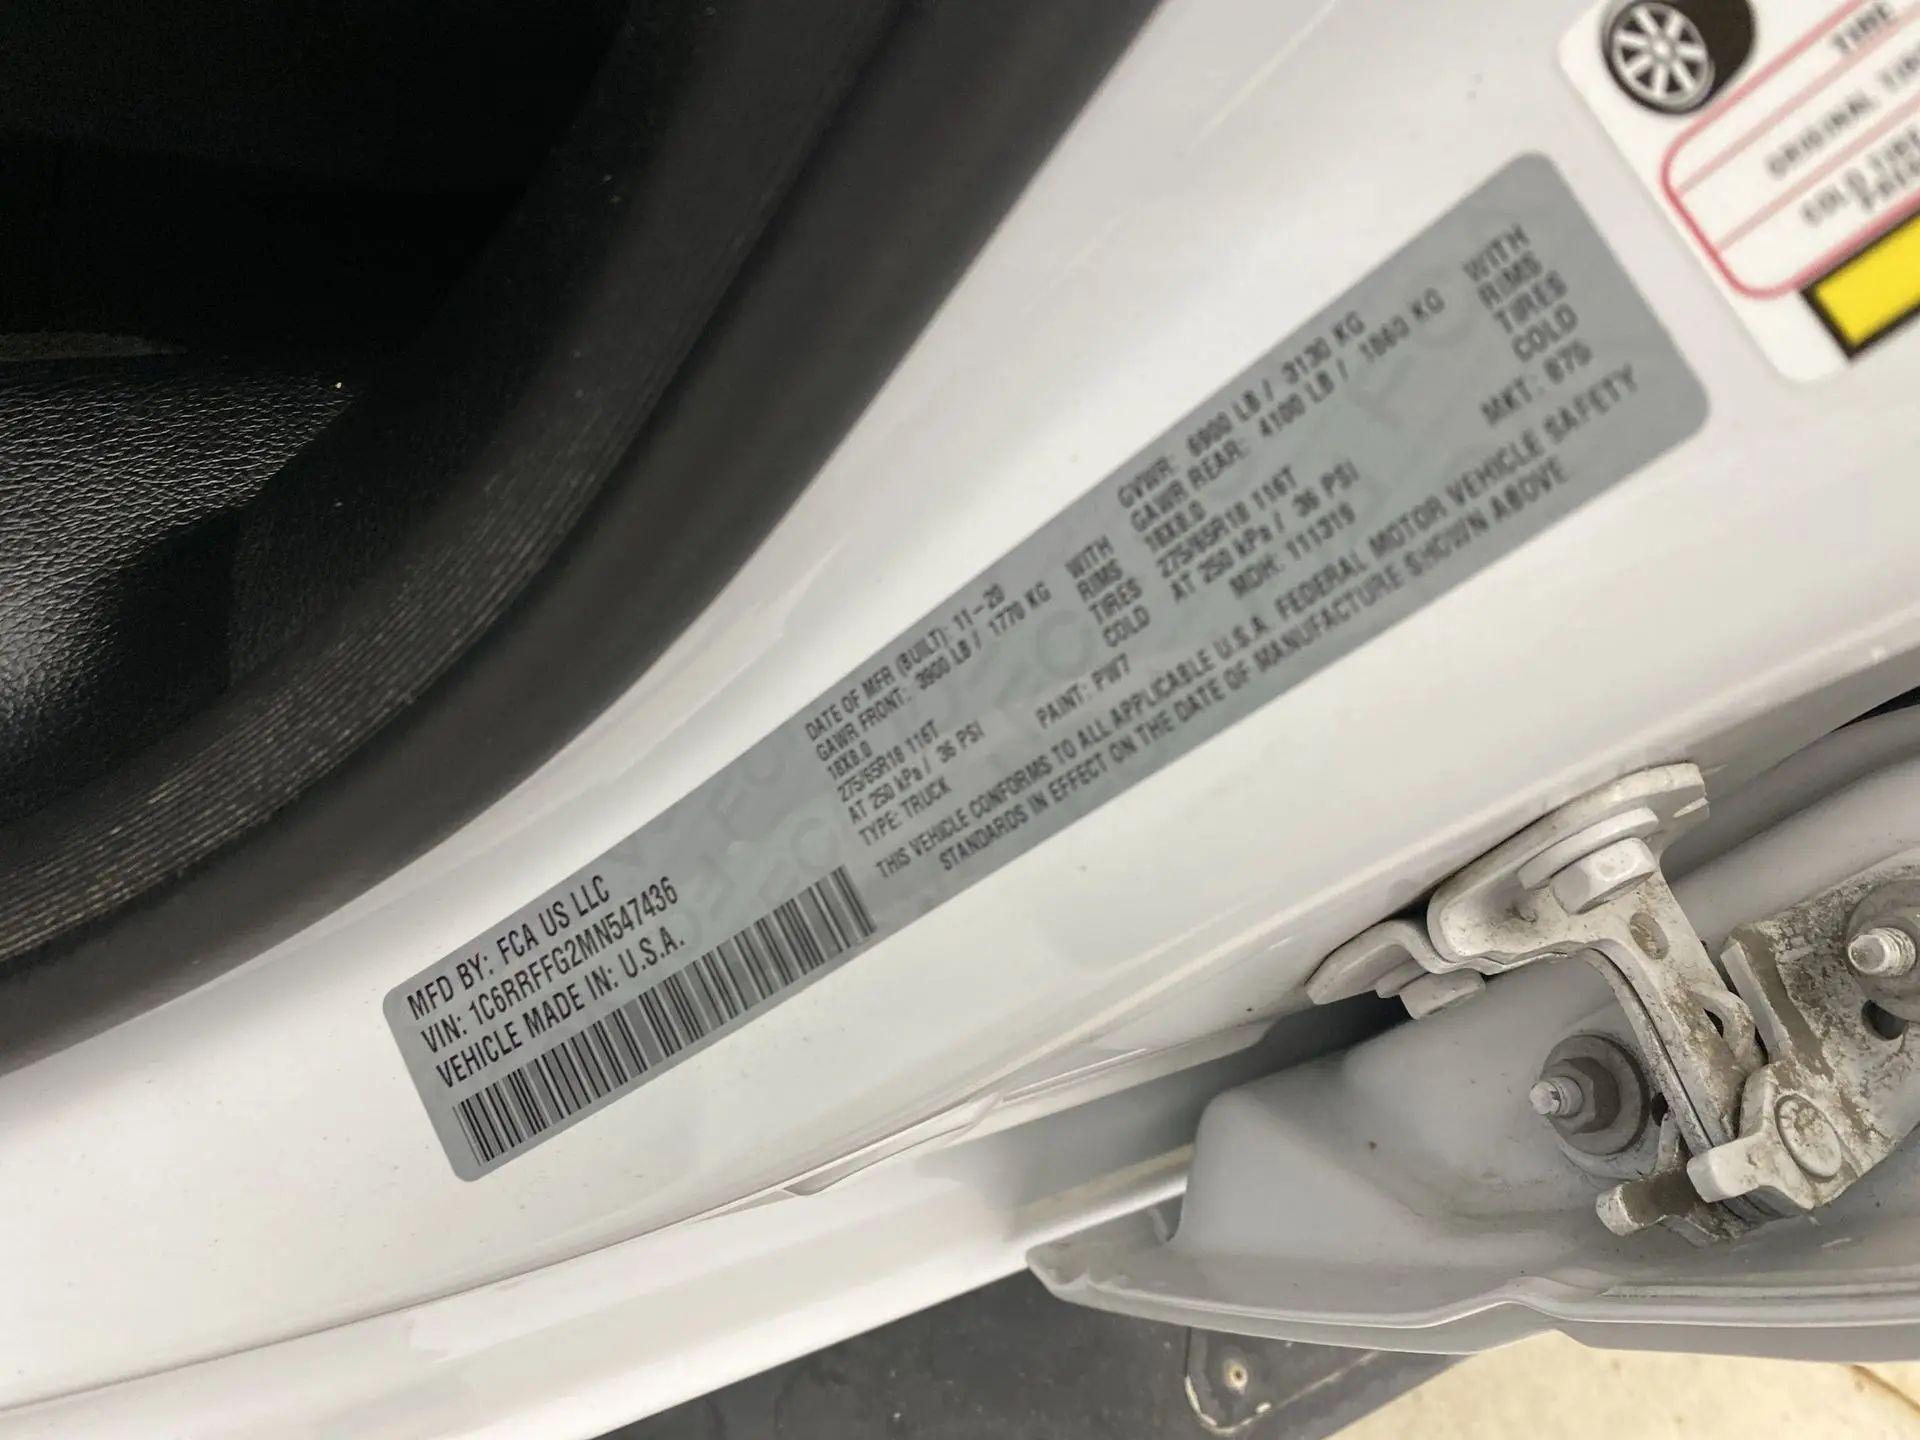 MFD BY: FCA US LLC
VIN: 1C6RRFFG2MN547436
VEHICLE MADE IN: U.S.A.
DATE OF MFR (BUILT): 11-20
GAWR FRONT: 3900 LB / 1770 KG WITH
18X8.0 RIMS
275/65R18 116T TIRES
AT 250 kPa / 36 PSI COLD
TYPE: TRUCK PAINT: PW7
GVWR: 6900 LB / 3130 KG
GAWR REAR: 4100 LB / 1860 KG WITH
18X8.0 RIMS
275/65R18 116T TIRES
AT 250 kPa / 36 PSI COLD
MDH: 111319 MKT: 675
THIS VEHICLE CONFORMS TO ALL APPLICABLE U.S.A. FEDERAL MOTOR VEHICLE SAFETY
STANDARDS IN EFFECT ON THE DATE OF MANUFACTURE SHOWN ABOVE
TIRE
ORIGINAL
COLD